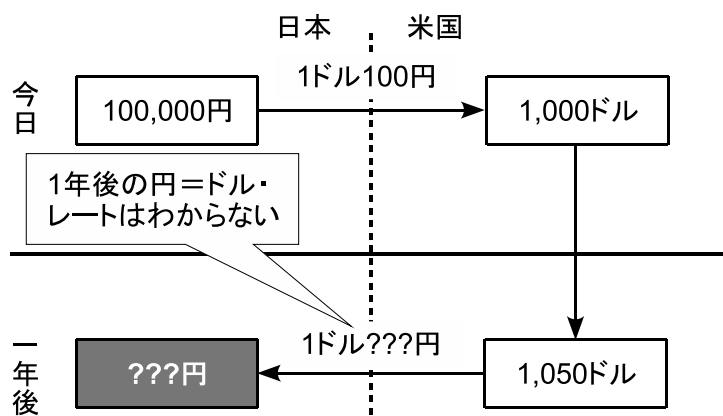 日本
米国
今日
1ドル100円
100,000円
1,000ドル
1年後の円＝ドル・
レートはわからない
一年後
1ドル???円
???円
1,050ドル